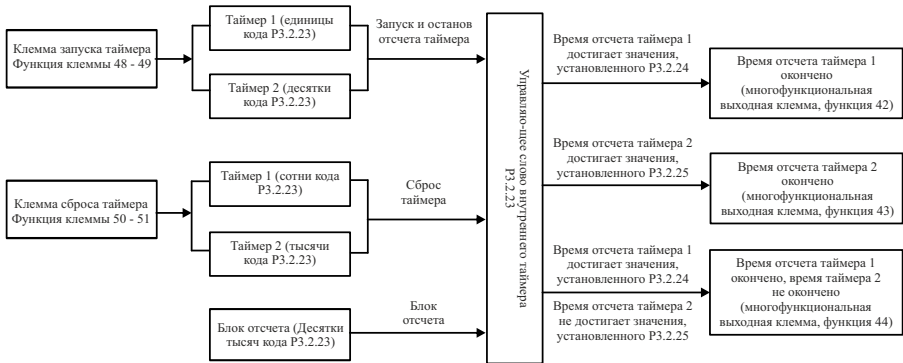 Клемма запуска таймера
Функция клеммы 48 - 49
Таймер 1 (единицы
кода P3.2.23)
Таймер 2 (десятки
кода P3.2.23)
Запуск и останов
отсчета таймера
Клемма сброса таймера
Функция клеммы 50 - 51
Таймер 1 (сотни кода
P3.2.23)
Таймер 2 (тысячи
кода P3.2.23)
Сброс
таймера
Блок отсчета (Десятки
тысяч кода P3.2.23)
Блок
отсчета
Управляю-щее слово внутреннего таймера
P3.2.23
Время отсчета таймера 1
достигает значения,
установленного P3.2.24
Время отсчета таймера 1
окончено
(многофункциональная
выходная клемма, функция 42)
Время отсчета таймера 2
достигает значения,
установленного P3.2.25
Время отсчета таймера 2
окончено
(многофункциональная
выходная клемма, функция 43)
Время отсчета таймера 1
достигает значения,
установленного P3.2.24
Время отсчета таймера 2
не достигает значения,
установленного P3.2.25
Время отсчета таймера 1
окончено, время таймера 2
не окончено
(многофункциональная
выходная клемма, функция 44)